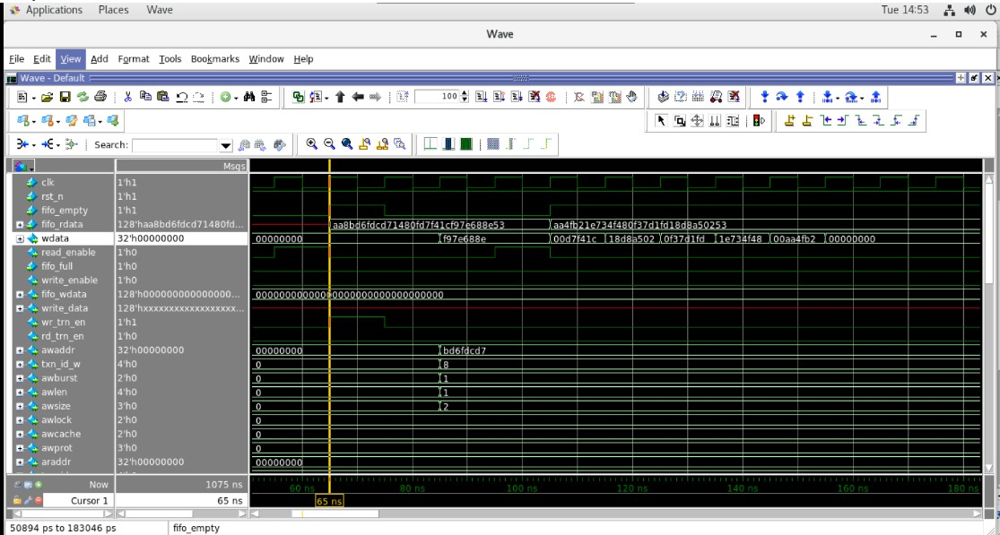 Applications Places Wave Tue 14:53
Wave
File Edit View Add Format Tools Bookmarks Window Help
Wave - Default
100
Search:
Msgs
clk 1'h1
rst_n 1'h1
fifo_empty 1'h1
fifo_rdata 128'haa8bd6fdcd71480fd... aa8bd6fdcd71480fd7f41cf97e688e53 aa4fb21e734f480f37d1fd18d8a50253
wdata 32'h00000000 00000000 f97e688e 00d7f41c 18d8a502 0f37d1fd 1e734f48 00aa4fb2 00000000
read_enable 1'h0
fifo_full 1'h0
write_enable 1'h0
fifo_wdata 128'h000000000000000... 00000000000000000000000000000000
write_data 128'hxxxxxxxxxxxxxxxxxx...
wr_trn_en 1'h1
rd_trn_en 1'h0
awaddr 32'h00000000 00000000 bd6fdcd7
txn_id_w 4'h0 0 8
awburst 2'h0 0 1
awlen 4'h0 0 1
awsize 3'h0 0 2
awlock 2'h0 0
awcache 2'h0 0
awprot 3'h0 0
araddr 32'h00000000 00000000
Now 1075 ns 60 ns 80 ns 100 ns 120 ns 140 ns 160 ns 180 ns
Cursor 1 65 ns 65 ns
50894 ps to 183046 ps fifo_empty